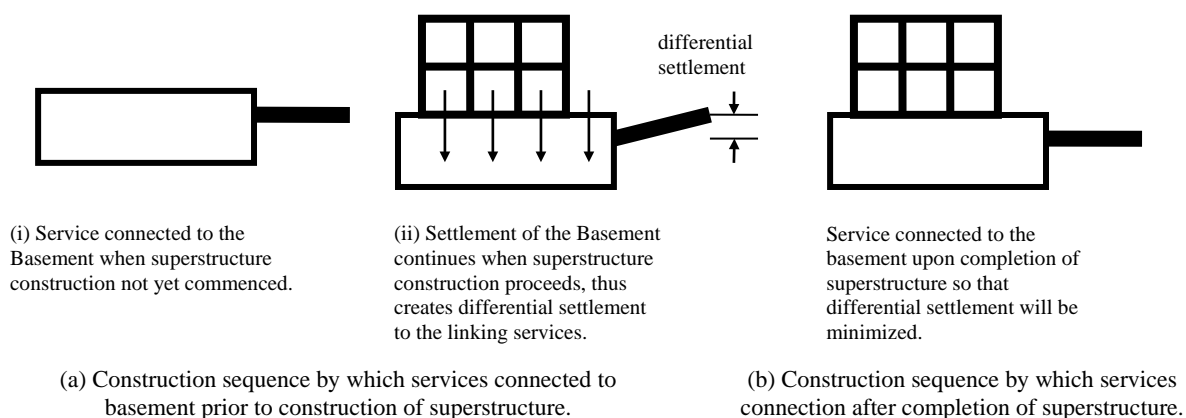 differential
settlement
(i) Service connected to the
Basement when superstructure
construction not yet commenced.
(ii) Settlement of the Basement
continues when superstructure
construction proceeds, thus
creates differential settlement
to the linking services.
Service connected to the
basement upon completion of
superstructure so that
differential settlement will be
minimized.
(a) Construction sequence by which services connected to
basement prior to construction of superstructure.
(b) Construction sequence by which services
connection after completion of superstructure.